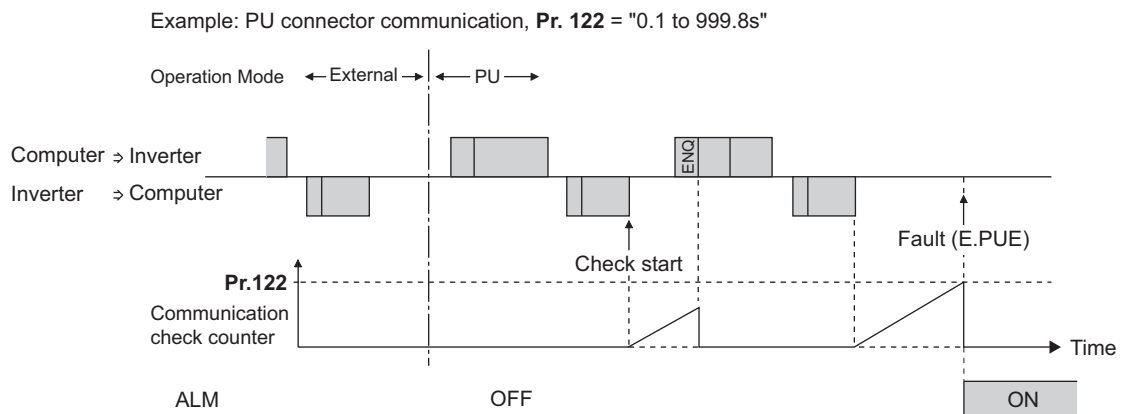 Example: PU connector communication, Pr. 122 = "0.1 to 999.8s"
Operation Mode External PU
Computer ⇒ Inverter
ENQ
Inverter ⇒ Computer
Fault (E.PUE)
Check start
Pr.122
Communication
check counter
Time
ALM OFF ON